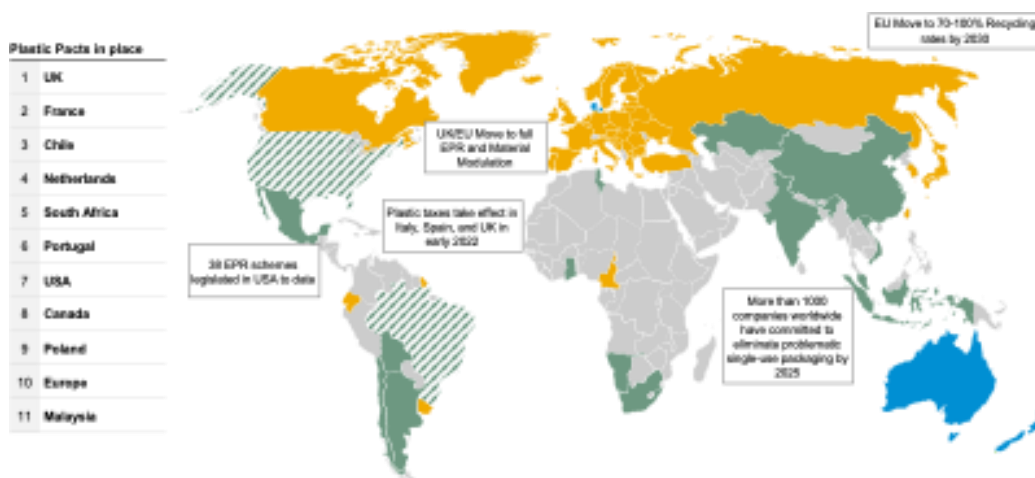 EU Move to 70-100% Recycling
rates by 2030
Plastic Pacts in place
1 UK
2 France
3 Chile
4 Netherlands
5 South Africa
6 Portugal
7 USA
8 Canada
9 Poland
10 Europe
11 Malaysia
UK/EU Move to full
EPR and Material
Modulation
Plastic taxes take effect in
Italy, Spain, and UK in
early 2022
38 EPR schemes
legislated in USA to data
More than 1000
companies worldwide
have committed to
eliminate problematic
single-use packaging by
2025